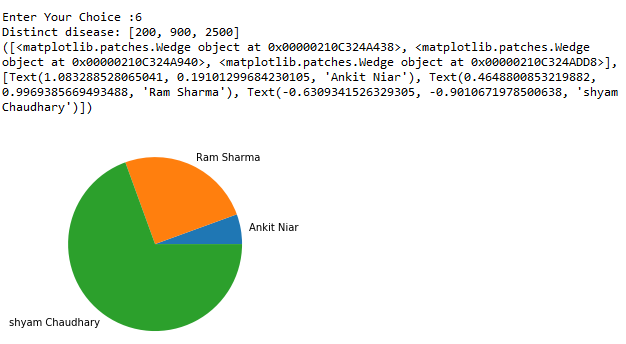 Enter Your Choice :6
Distinct disease: [200, 900, 2500]
([<matplotlib.patches.Wedge object at 0x00000210C324A438>, <matplotlib.patches.Wedge
object at 0x00000210C324A940>, <matplotlib.patches.Wedge object at 0x00000210C324ADD8>],
[Text(1.083288528065041, 0.19101299684230105, 'Ankit Niar'), Text(0.4648800853219882,
0.9969385669493488, 'Ram Sharma'), Text(-0.6309341526329305, -0.9010671978500638, 'shyam
Chaudhary')])
Ram Sharma
Ankit Niar
shyam Chaudhary